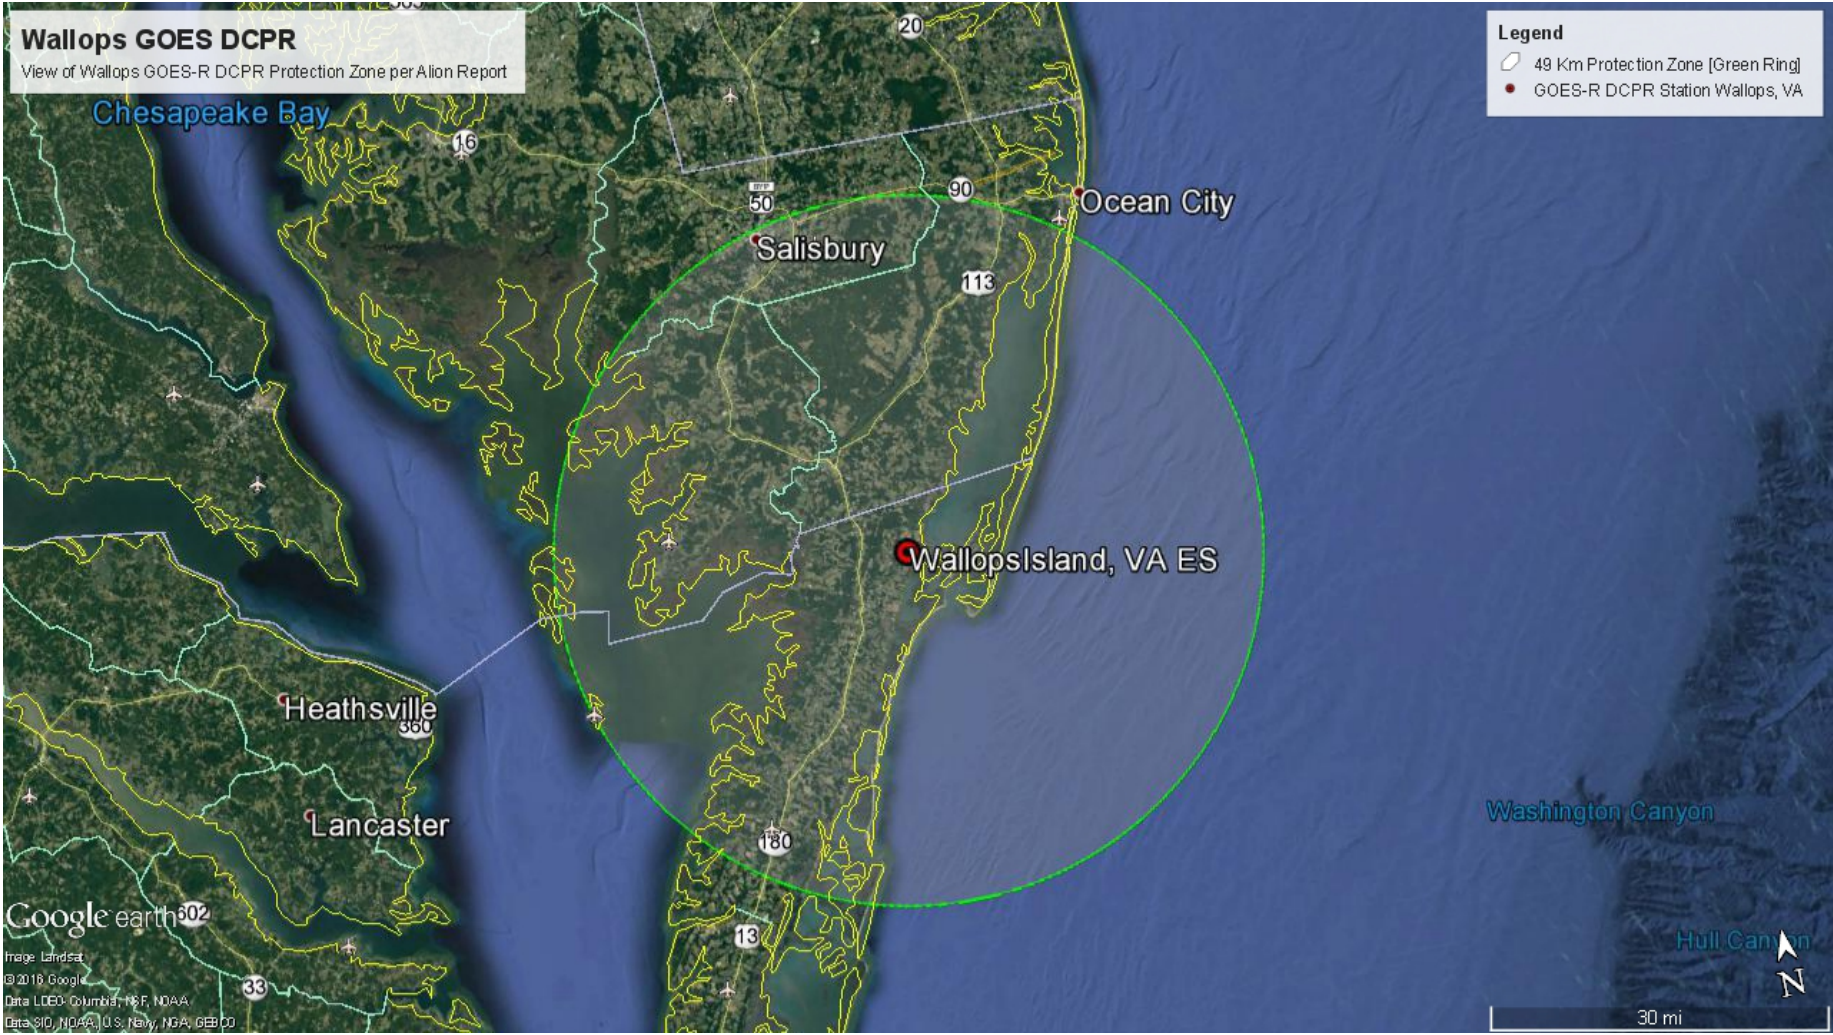 Wallops GOES DCPR
View of Wallops GOES-R DCPR Protection Zone per Alion Report
Legend
49 Km Protection Zone [Green Ring]
GOES-R DCPR Station Wallops, VA
20
Chesapeake Bay
16
50
90
Ocean City
Salisbury
113
WallopsIsland, VA ES
Heathsville
360
Washington Canyon
Lancaster
180
Google earth
602
13
Hull Canyon
N
33
Image Landsat
© 2016 Google
Data LDEO-Columbia, NSF, NOAA
Data SIO, NOAA, U.S. Navy, NGA, GEBCO
30 mi